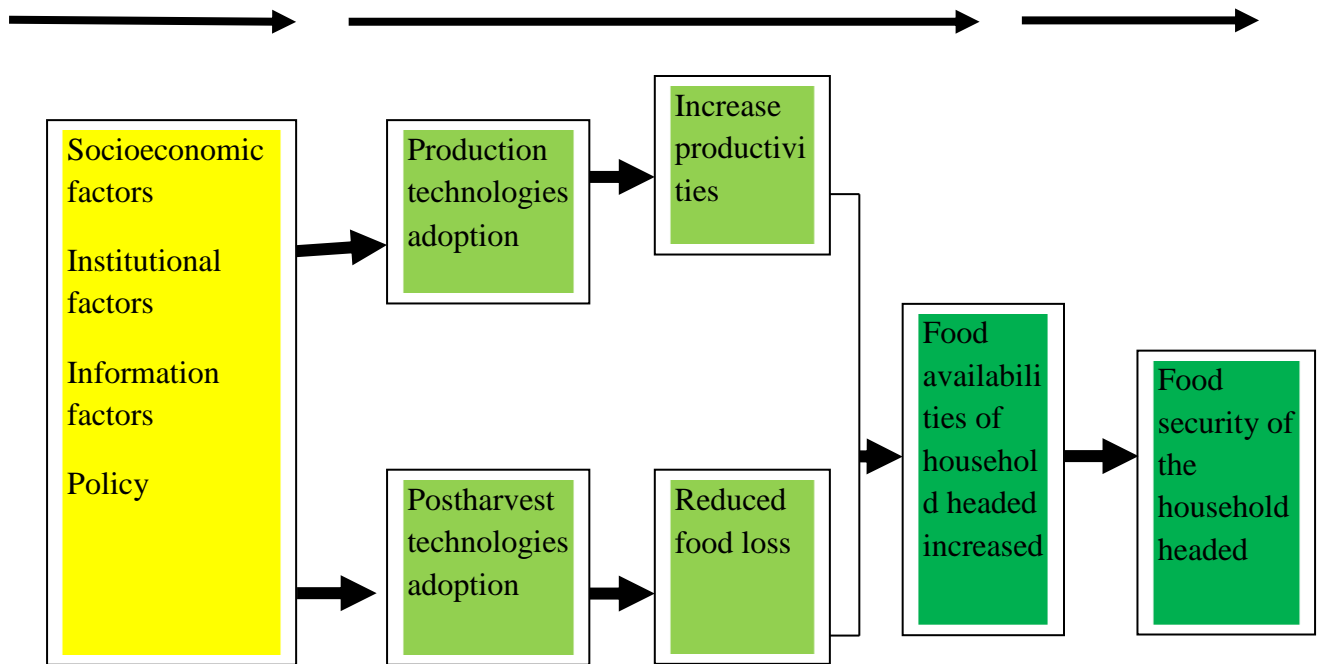 Socioeconomic
factors
Institutional
factors
Information
factors
Policy
Production
technologies
adoption
Increase
productivi
ties
Postharvest
technologies
adoption
Reduced
food loss
Food
availabili
ties of
househol
d headed
increased
Food
security of
the
household
headed